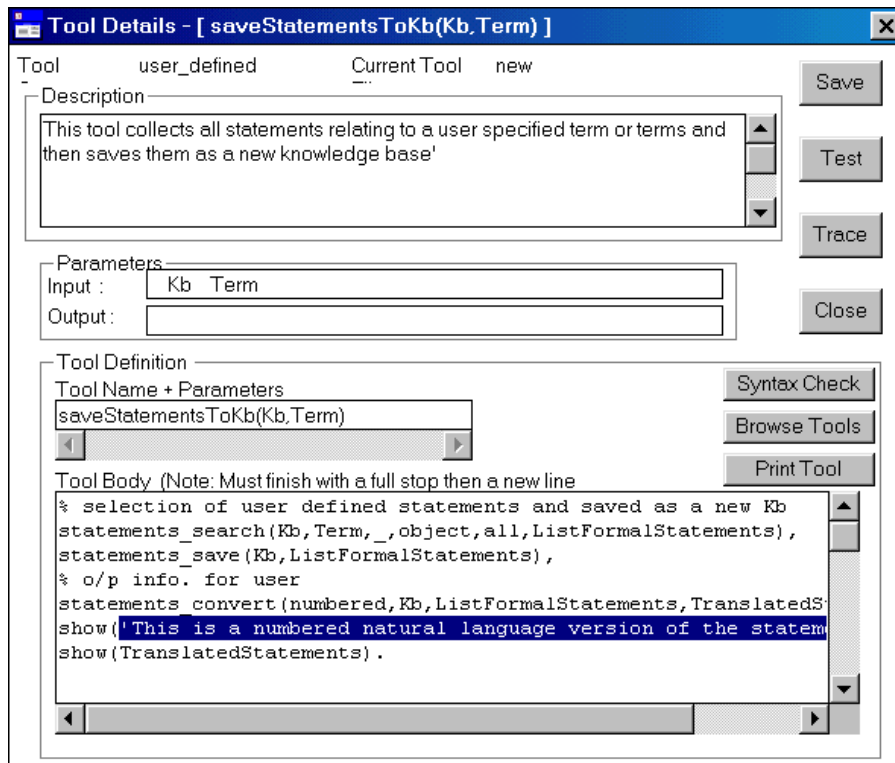 Tool Details - [ saveStatementsToKb(Kb,Term) ]
Tool user_defined Current Tool new
Save
Description
This tool collects all statements relating to a user specified term or terms and
then saves them as a new knowledge base'
Test
Trace
Parameters
Input : Kb Term
Output :
Close
Tool Definition
Tool Name + Parameters
saveStatementsToKb(Kb,Term)
Syntax Check
Browse Tools
Print Tool
Tool Body (Note: Must finish with a full stop then a new line
% selection of user defined statements and saved as a new Kb
statements_search(Kb,Term,_,object,all,ListFormalStatements),
statements_save(Kb,ListFormalStatements),
% o/p info. for user
statements_convert(numbered,Kb,ListFormalStatements,TranslatedSt
show('This is a numbered natural language version of the statem
show(TranslatedStatements).